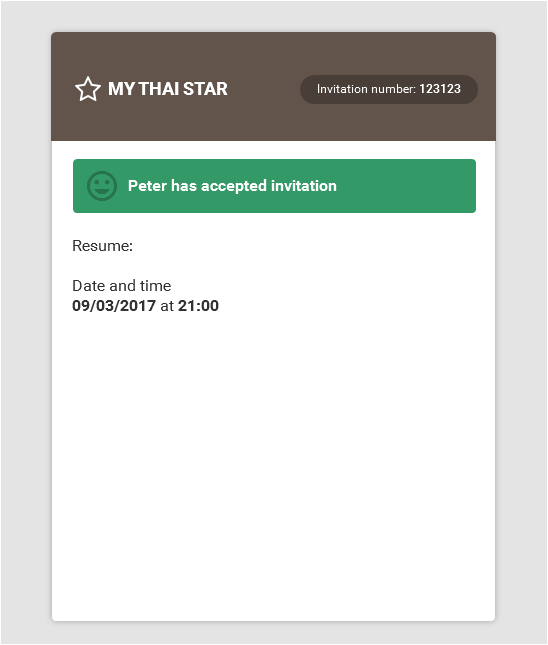 MY THAI STAR
Invitation number: 123123
Peter has accepted invitation
Resume:
Date and time
09/03/2017 at 21:00